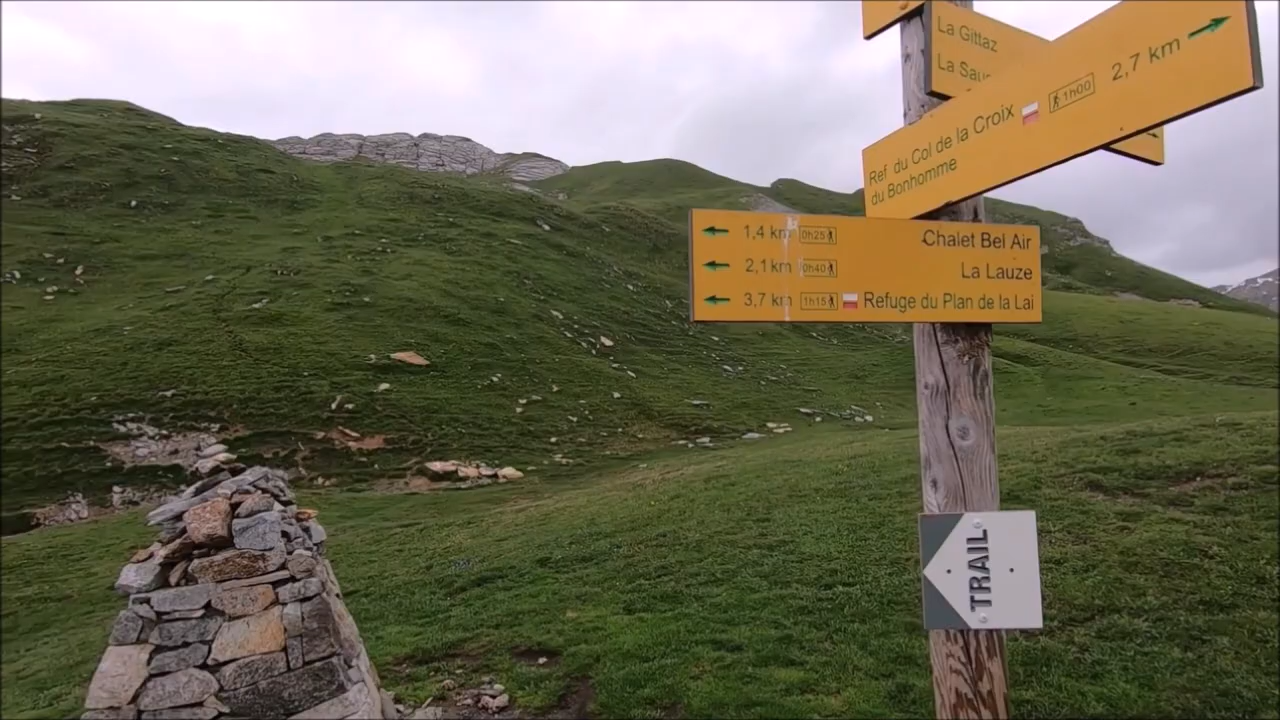 La Gittaz
La
2,7 km
1h00
Ref du Col de la Croix
du Bonhomme
1,4 km 0h25 Chalet Bel Air
2,1 km 0h40 La Lauze
3,7 km 1h15 Refuge du Plan de la Lai
TRAIL